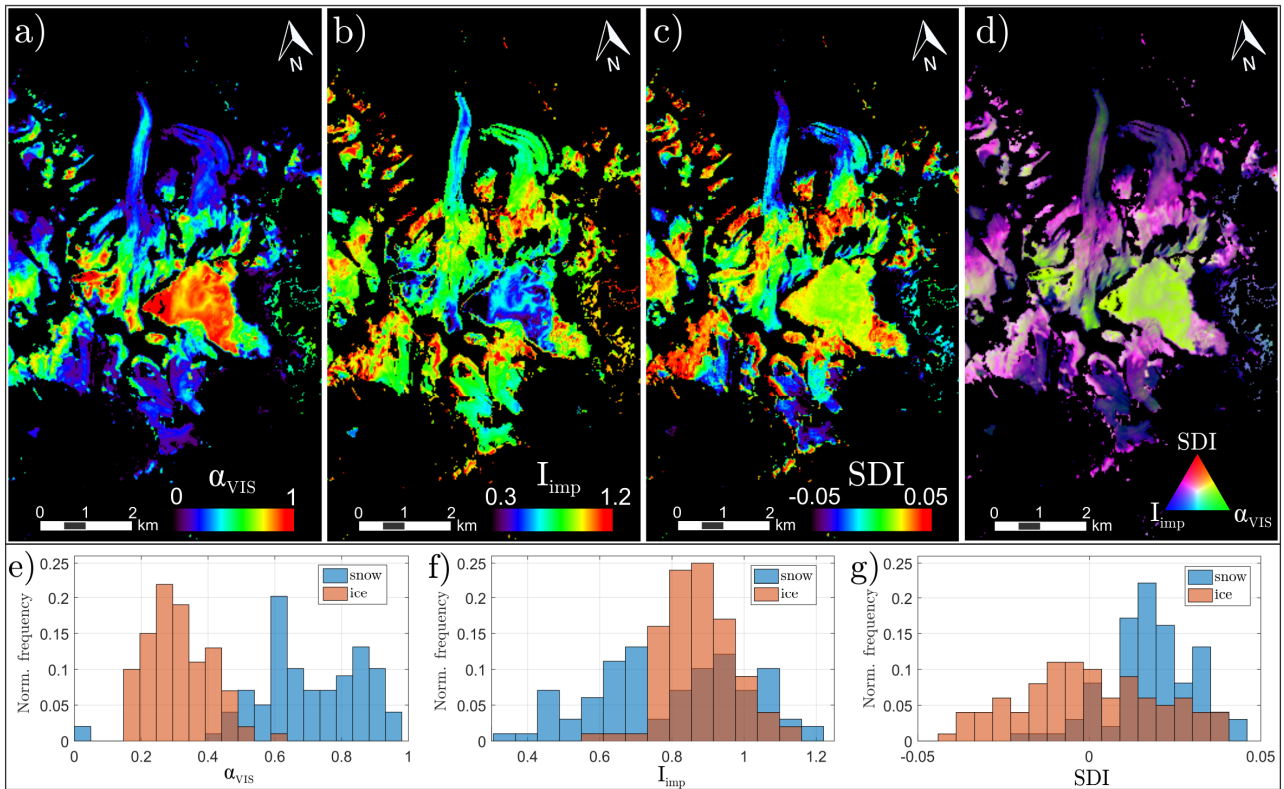 a)
N
b)
N
c)
N
d)
N
α_VIS
0 1
0 1 2 km
I_imp
0.3 1.2
0 1 2 km
SDI
-0.05 0.05
0 1 2 km
SDI
I_imp α_VIS
0 1 2 km
e)
Norm. frequency
0.25
0.2
0.15
0.1
0.05
0
snow
ice
0 0.2 0.4 0.6 0.8 1
α_VIS
f)
Norm. frequency
0.25
0.2
0.15
0.1
0.05
0
snow
ice
0.4 0.6 0.8 1 1.2
I_imp
g)
Norm. frequency
0.25
0.2
0.15
0.1
0.05
0
snow
ice
-0.05 0 0.05
SDI